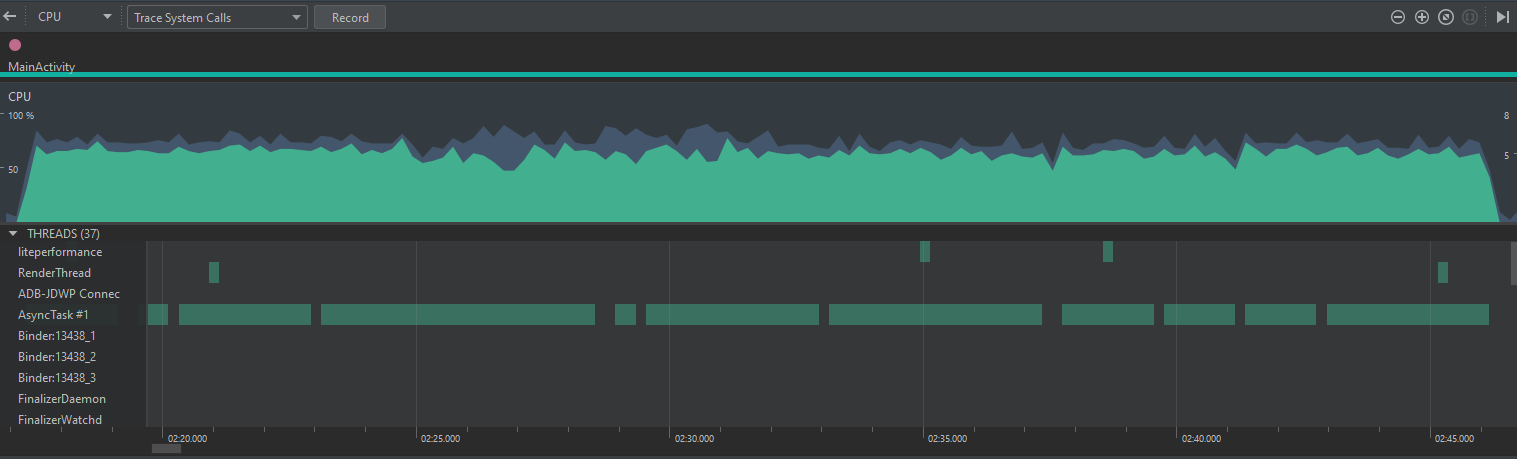 CPU Trace System Calls Record
MainActivity
CPU
100 % 8
50 5
THREADS (37)
liteperformance
RenderThread
ADB-JDWP Connec
AsyncTask #1
Binder:13438_1
Binder:13438_2
Binder:13438_3
FinalizerDaemon
FinalizerWatchd
02:20.000 02:25.000 02:30.000 02:35.000 02:40.000 02:45.000